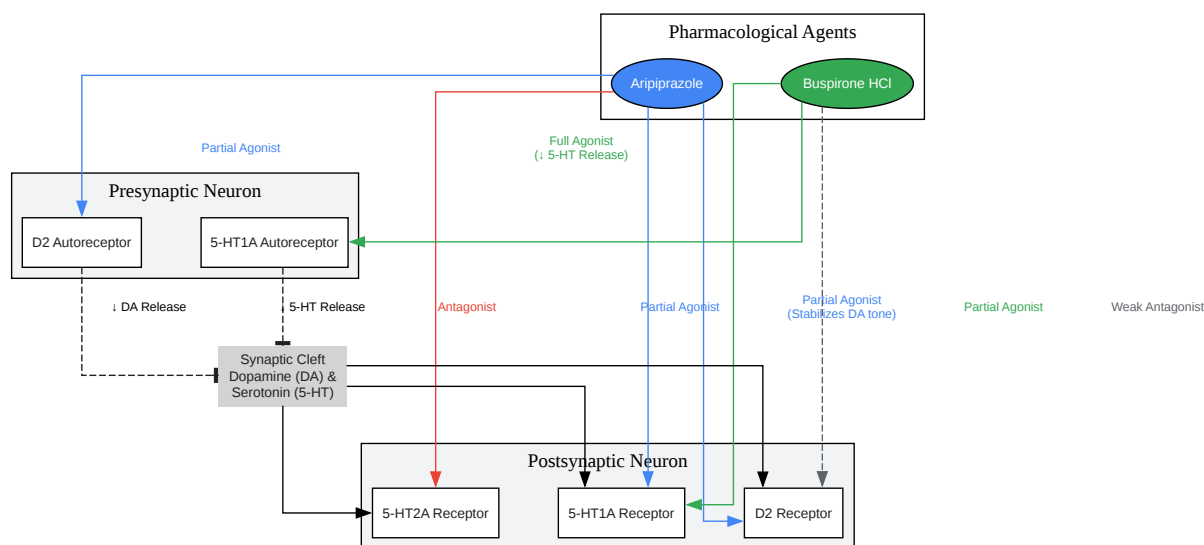 Pharmacological Agents
Aripiprazole
Buspirone HCl
Partial Agonist
Full Agonist
(↓ 5-HT Release)
Presynaptic Neuron
D2 Autoreceptor
5-HT1A Autoreceptor
↓ DA Release
↓ 5-HT Release
Antagonist
Partial Agonist
Partial Agonist
(Stabilizes DA tone)
Partial Agonist
Weak Antagonist
Synaptic Cleft
Dopamine (DA) &
Serotonin (5-HT)
Postsynaptic Neuron
5-HT2A Receptor
5-HT1A Receptor
D2 Receptor